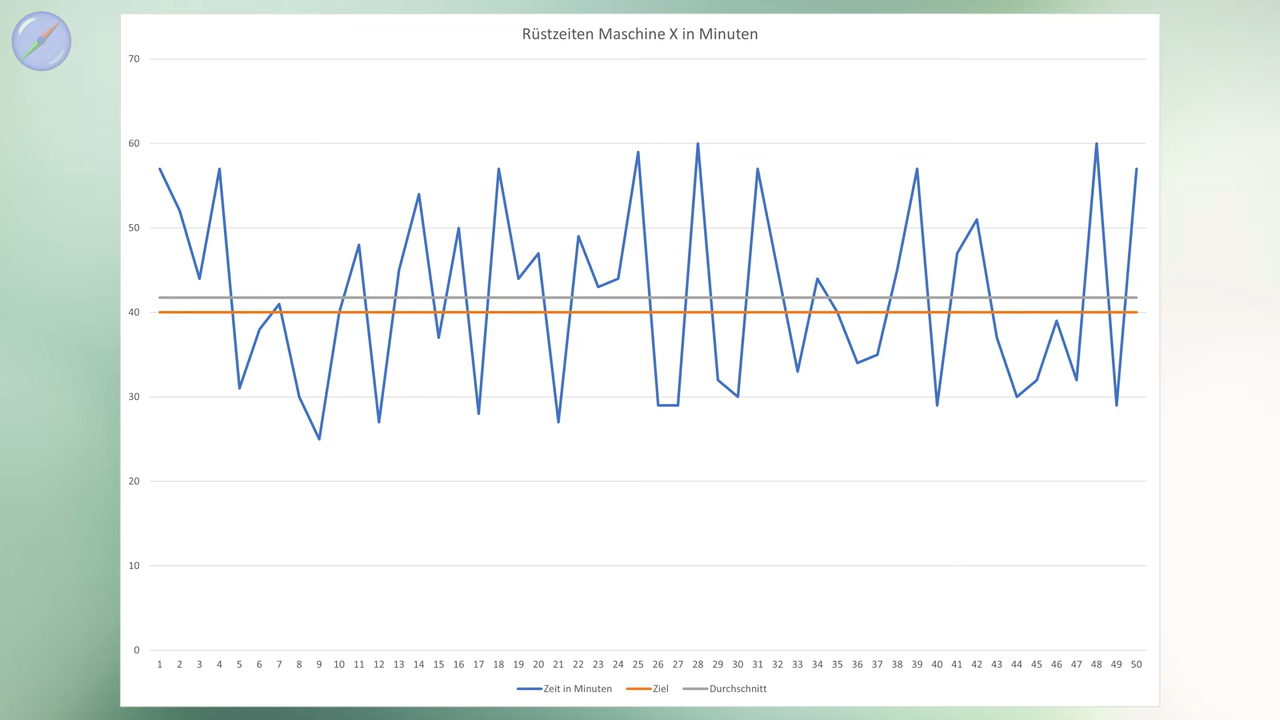 Rüstzeiten Maschine X in Minuten
70
60
50
40
30
20
10
0
1 2 3 4 5 6 7 8 9 10 11 12 13 14 15 16 17 18 19 20 21 22 23 24 25 26 27 28 29 30 31 32 33 34 35 36 37 38 39 40 41 42 43 44 45 46 47 48 49 50
Zeit in Minuten Ziel Durchschnitt